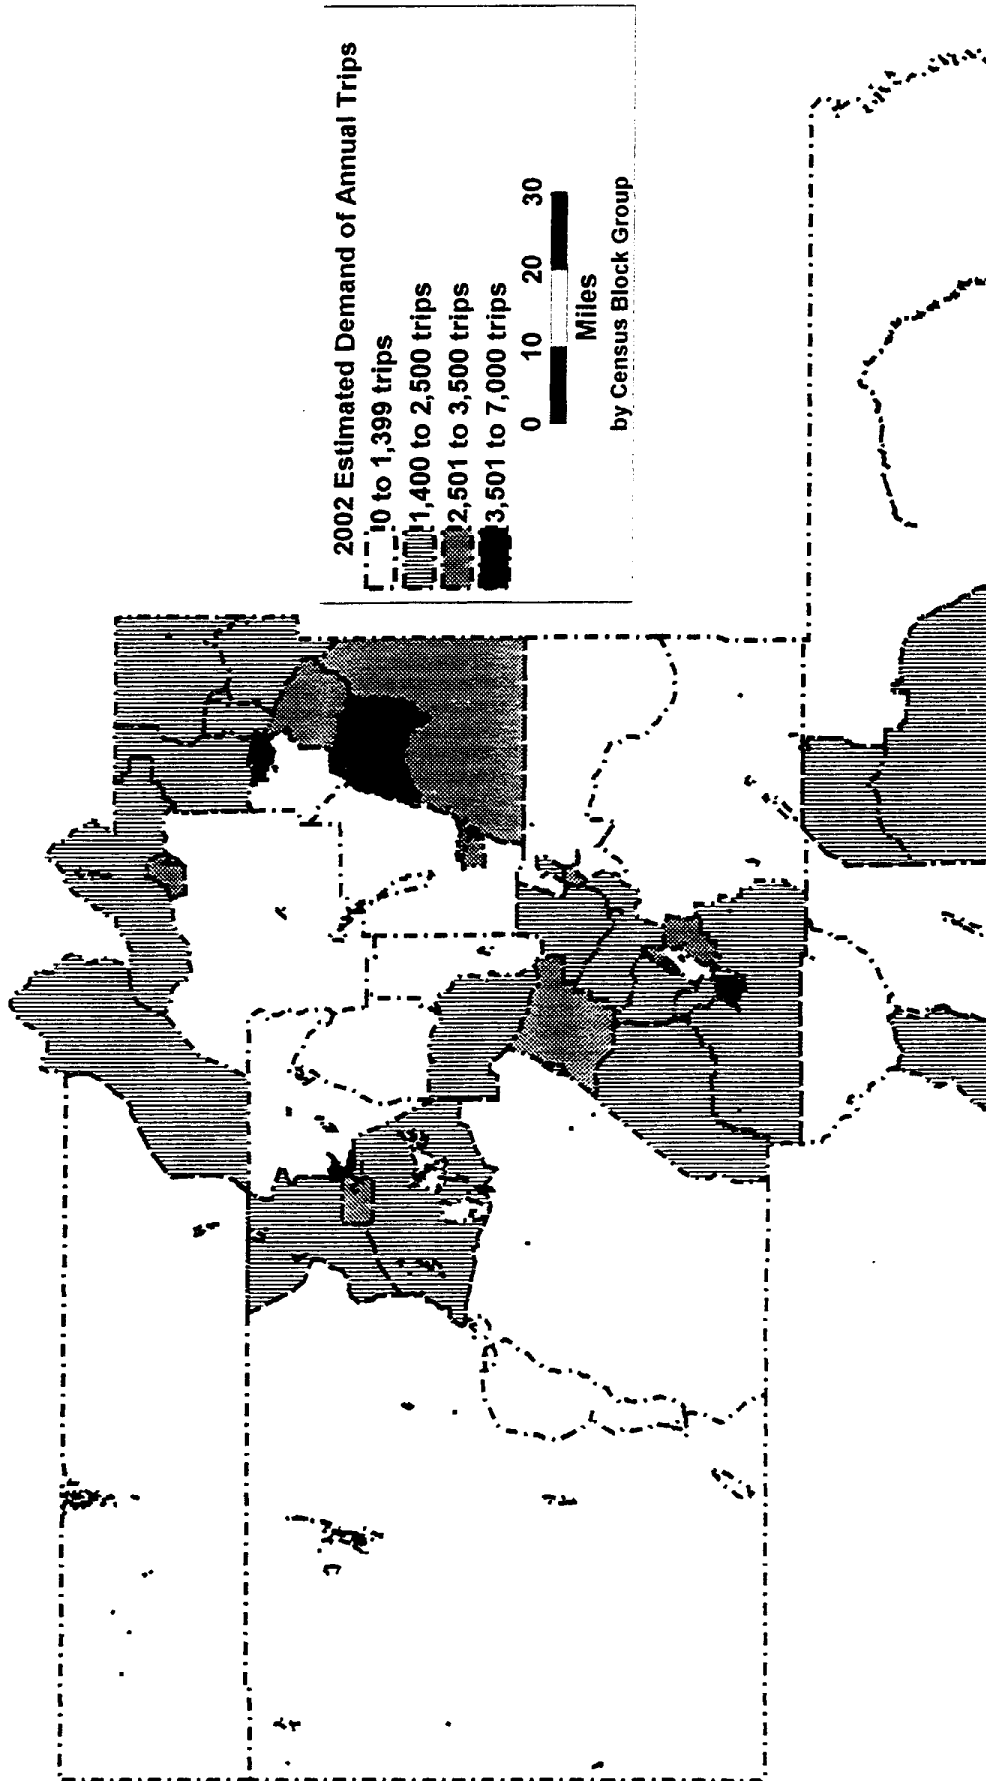 2002 Estimated Demand of Annual Trips
0 to 1,399 trips
1,400 to 2,500 trips
2,501 to 3,500 trips
3,501 to 7,000 trips
0 10 20 30
Miles
by Census Block Group